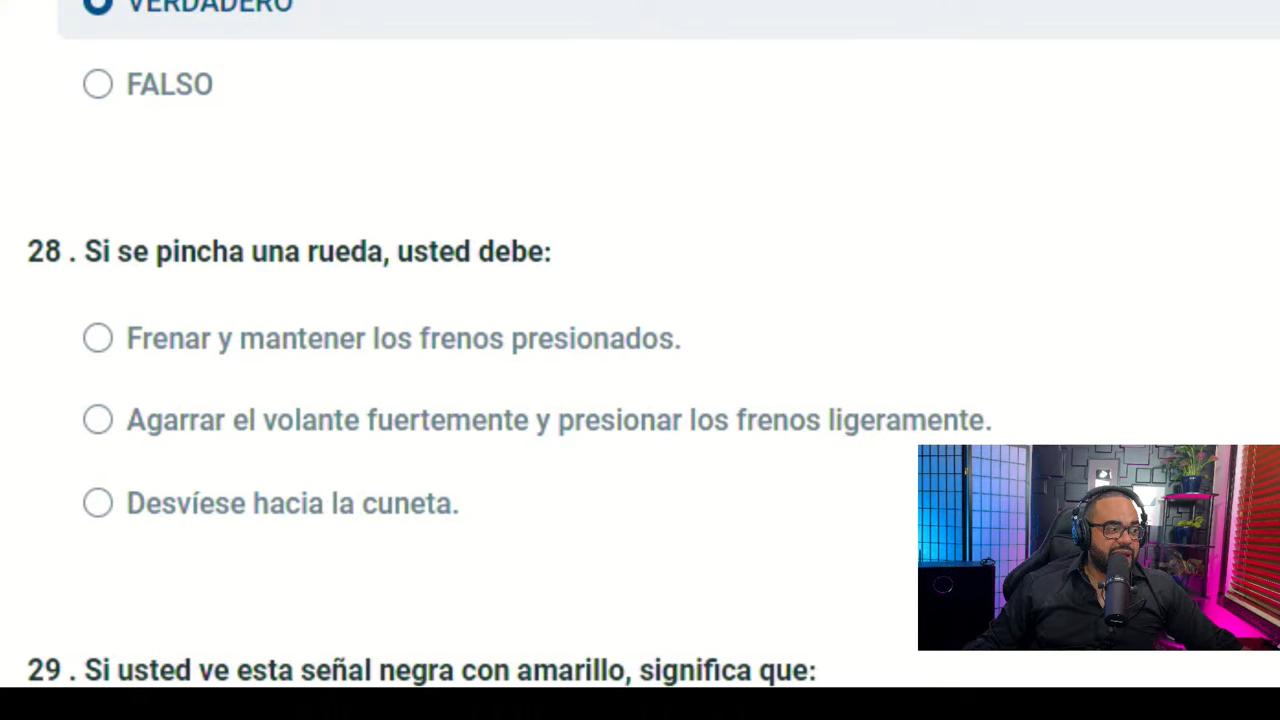 VERDADERO
FALSO
28 . Si se pincha una rueda, usted debe:
Frenar y mantener los frenos presionados.
Agarrar el volante fuertemente y presionar los frenos ligeramente.
Desvíese hacia la cuneta.
29 . Si usted ve esta señal negra con amarillo, significa que: